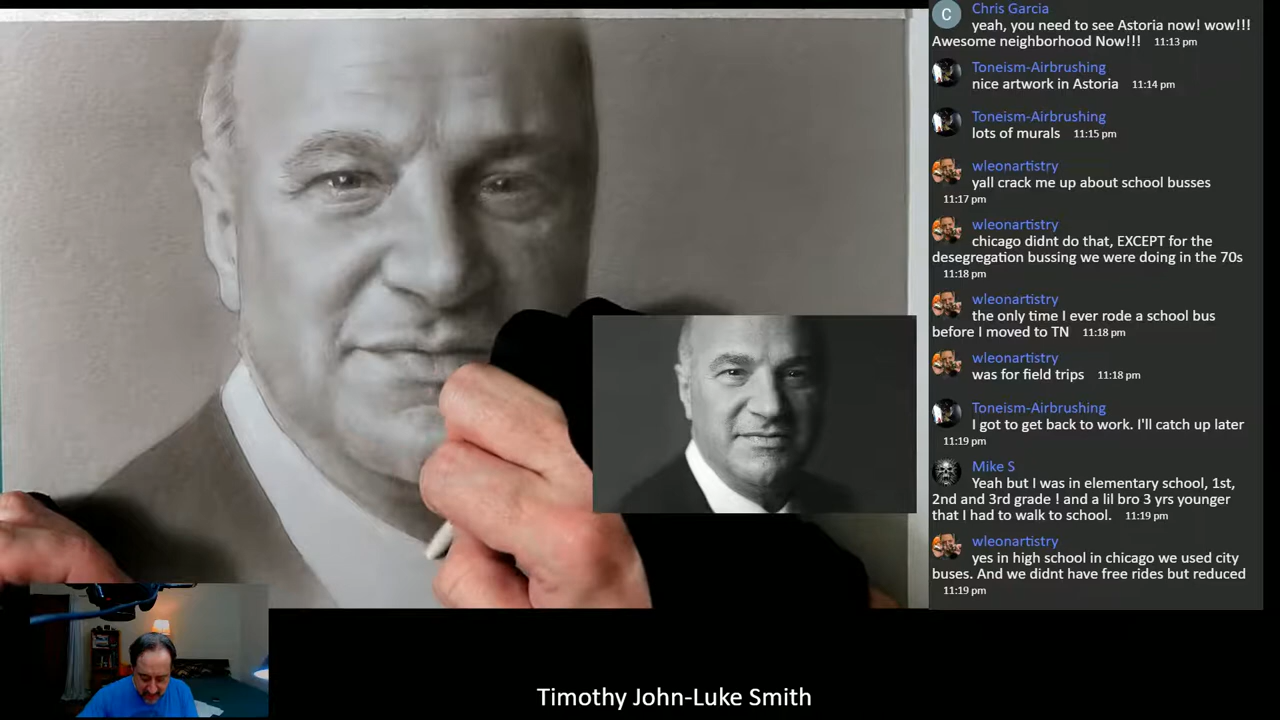 C
Chris Garcia
yeah, you need to see Astoria now! wow!!!
Awesome neighborhood Now!!! 11:13 pm
Toneism-Airbrushing
nice artwork in Astoria 11:14 pm
Toneism-Airbrushing
lots of murals 11:15 pm
wleonartistry
yall crack me up about school busses
11:17 pm
wleonartistry
chicago didnt do that, EXCEPT for the
desegregation bussing we were doing in the 70s
11:18 pm
wleonartistry
the only time I ever rode a school bus
before I moved to TN 11:18 pm
wleonartistry
was for field trips 11:18 pm
Toneism-Airbrushing
I got to get back to work. I'll catch up later
11:19 pm
Mike S
Yeah but I was in elementary school, 1st,
2nd and 3rd grade ! and a lil bro 3 yrs younger
that I had to walk to school. 11:19 pm
wleonartistry
yes in high school in chicago we used city
buses. And we didnt have free rides but reduced
11:19 pm
Timothy John-Luke Smith